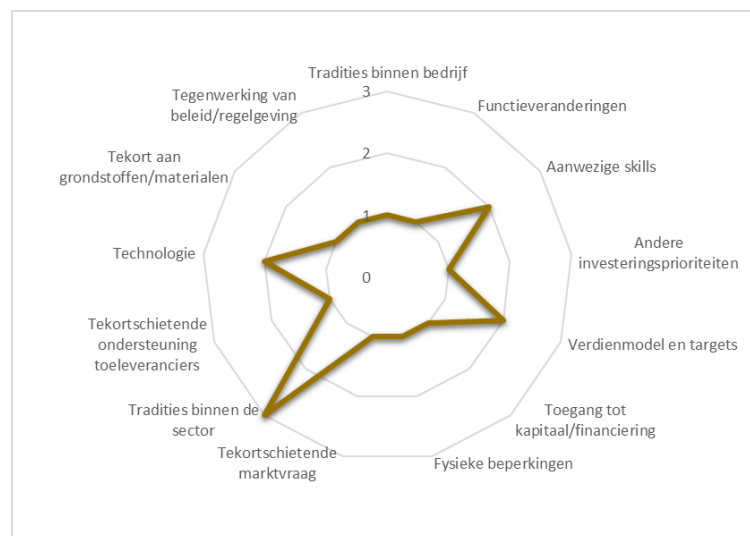 Tradities binnen bedrijf
Functieveranderingen
Aanwezige skills
Andere
investeringsprioriteiten
Verdienmodel en targets
Toegang tot
kapitaal/financiering
Fysieke beperkingen
Tekortschietende
marktvraag
Tradities binnen de
sector
Tekortschietende
ondersteuning
toeleveranciers
Technologie
Tekort aan
grondstoffen/materialen
Tegenwerking van
beleid/regelgeving
3
2
1
0